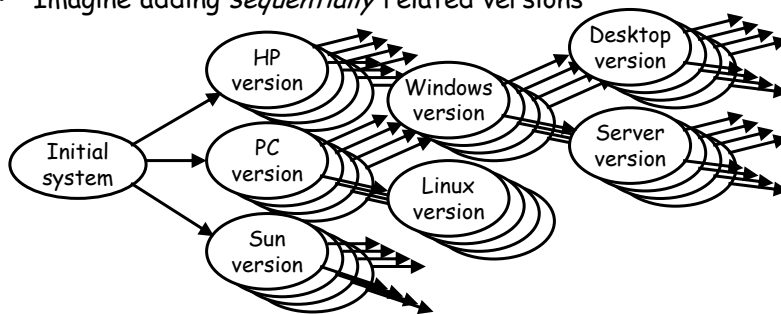 Imagine adding sequentially related versions
Desktop
version
HP
version
Windows
version
Server
version
PC
version
Initial
system
Linux
version
Sun
version